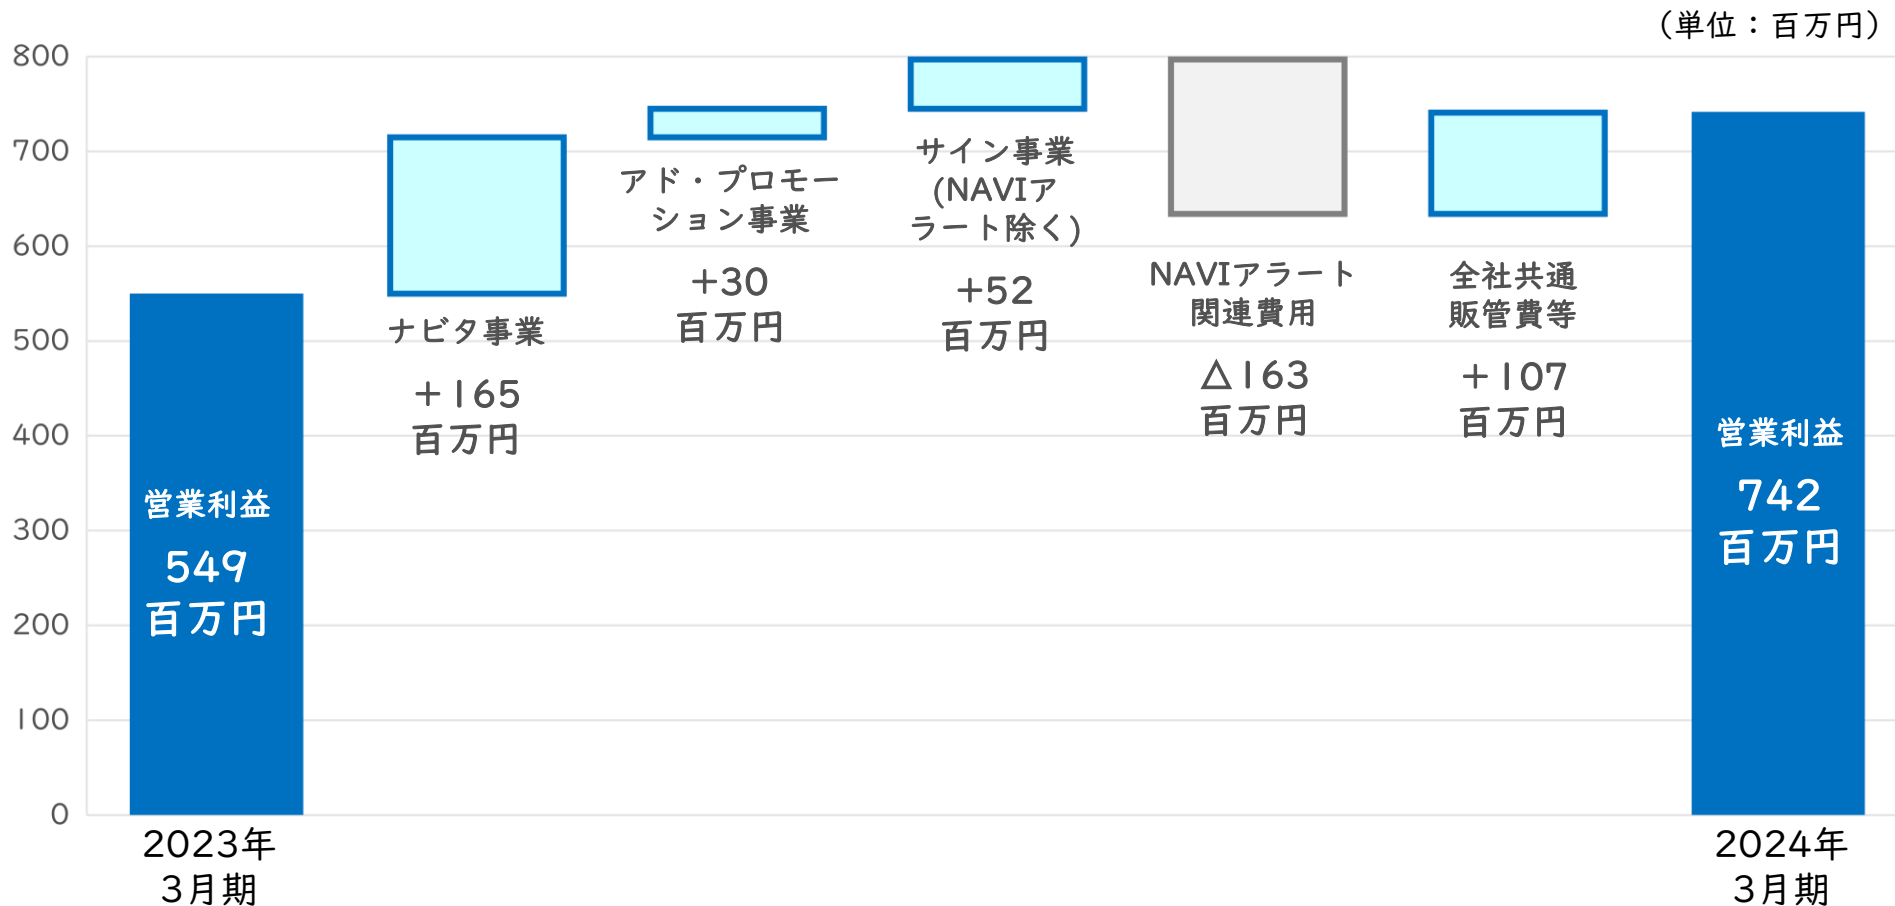 （単位：百万円）
800
700
600
500
400
300
200
100
0
営業利益
549
百万円
ナビタ事業
+165
百万円
アド・プロモー
ション事業
+30
百万円
サイン事業
(NAVIア
ラート除く)
+52
百万円
NAVIアラート
関連費用
△163
百万円
全社共通
販管費等
+107
百万円
営業利益
742
百万円
2023年
3月期
2024年
3月期